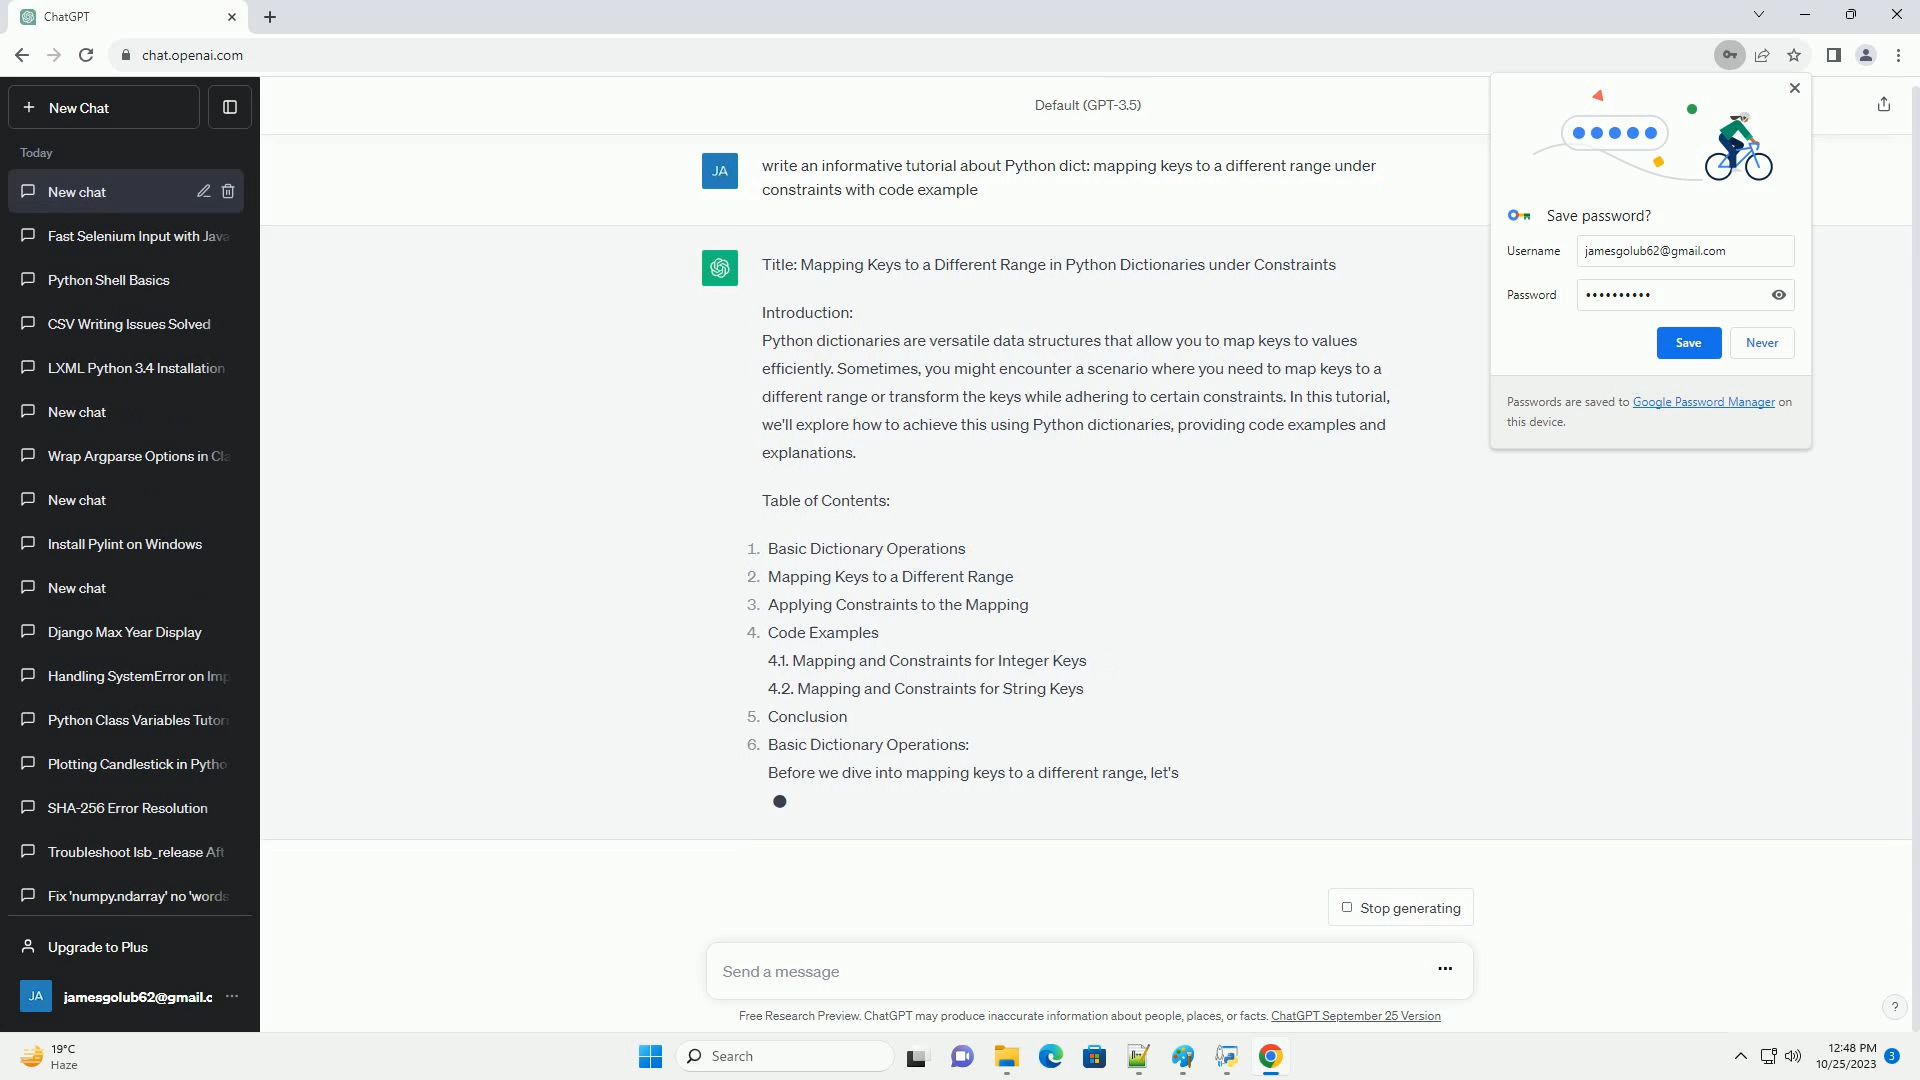 ChatGPT
chat.openai.com
New Chat
Today
New chat
Fast Selenium Input with Java
Python Shell Basics
CSV Writing Issues Solved
LXML Python 3.4 Installation
New chat
Wrap Argparse Options in Cla
New chat
Install Pylint on Windows
New chat
Django Max Year Display
Handling SystemError on Imp
Python Class Variables Tutori
Plotting Candlestick in Pytho
SHA-256 Error Resolution
Troubleshoot lsb_release Aft
Fix 'numpy.ndarray' no 'words
Upgrade to Plus
JA
jamesgolub62@gmail.c
Default (GPT-3.5)
JA
write an informative tutorial about Python dict: mapping keys to a different range under
constraints with code example
Title: Mapping Keys to a Different Range in Python Dictionaries under Constraints
Introduction:
Python dictionaries are versatile data structures that allow you to map keys to values
efficiently. Sometimes, you might encounter a scenario where you need to map keys to a
different range or transform the keys while adhering to certain constraints. In this tutorial,
we'll explore how to achieve this using Python dictionaries, providing code examples and
explanations.
Table of Contents:
1. Basic Dictionary Operations
2. Mapping Keys to a Different Range
3. Applying Constraints to the Mapping
4. Code Examples
4.1. Mapping and Constraints for Integer Keys
4.2. Mapping and Constraints for String Keys
5. Conclusion
6. Basic Dictionary Operations:
Before we dive into mapping keys to a different range, let's
Stop generating
Send a message
Free Research Preview. ChatGPT may produce inaccurate information about people, places, or facts. ChatGPT September 25 Version
Save password?
Username jamesgolub62@gmail.com
Password ••••••••••
Save Never
Passwords are saved to Google Password Manager on
this device.
?
19°C
Haze
Search
12:48 PM
10/25/2023
3